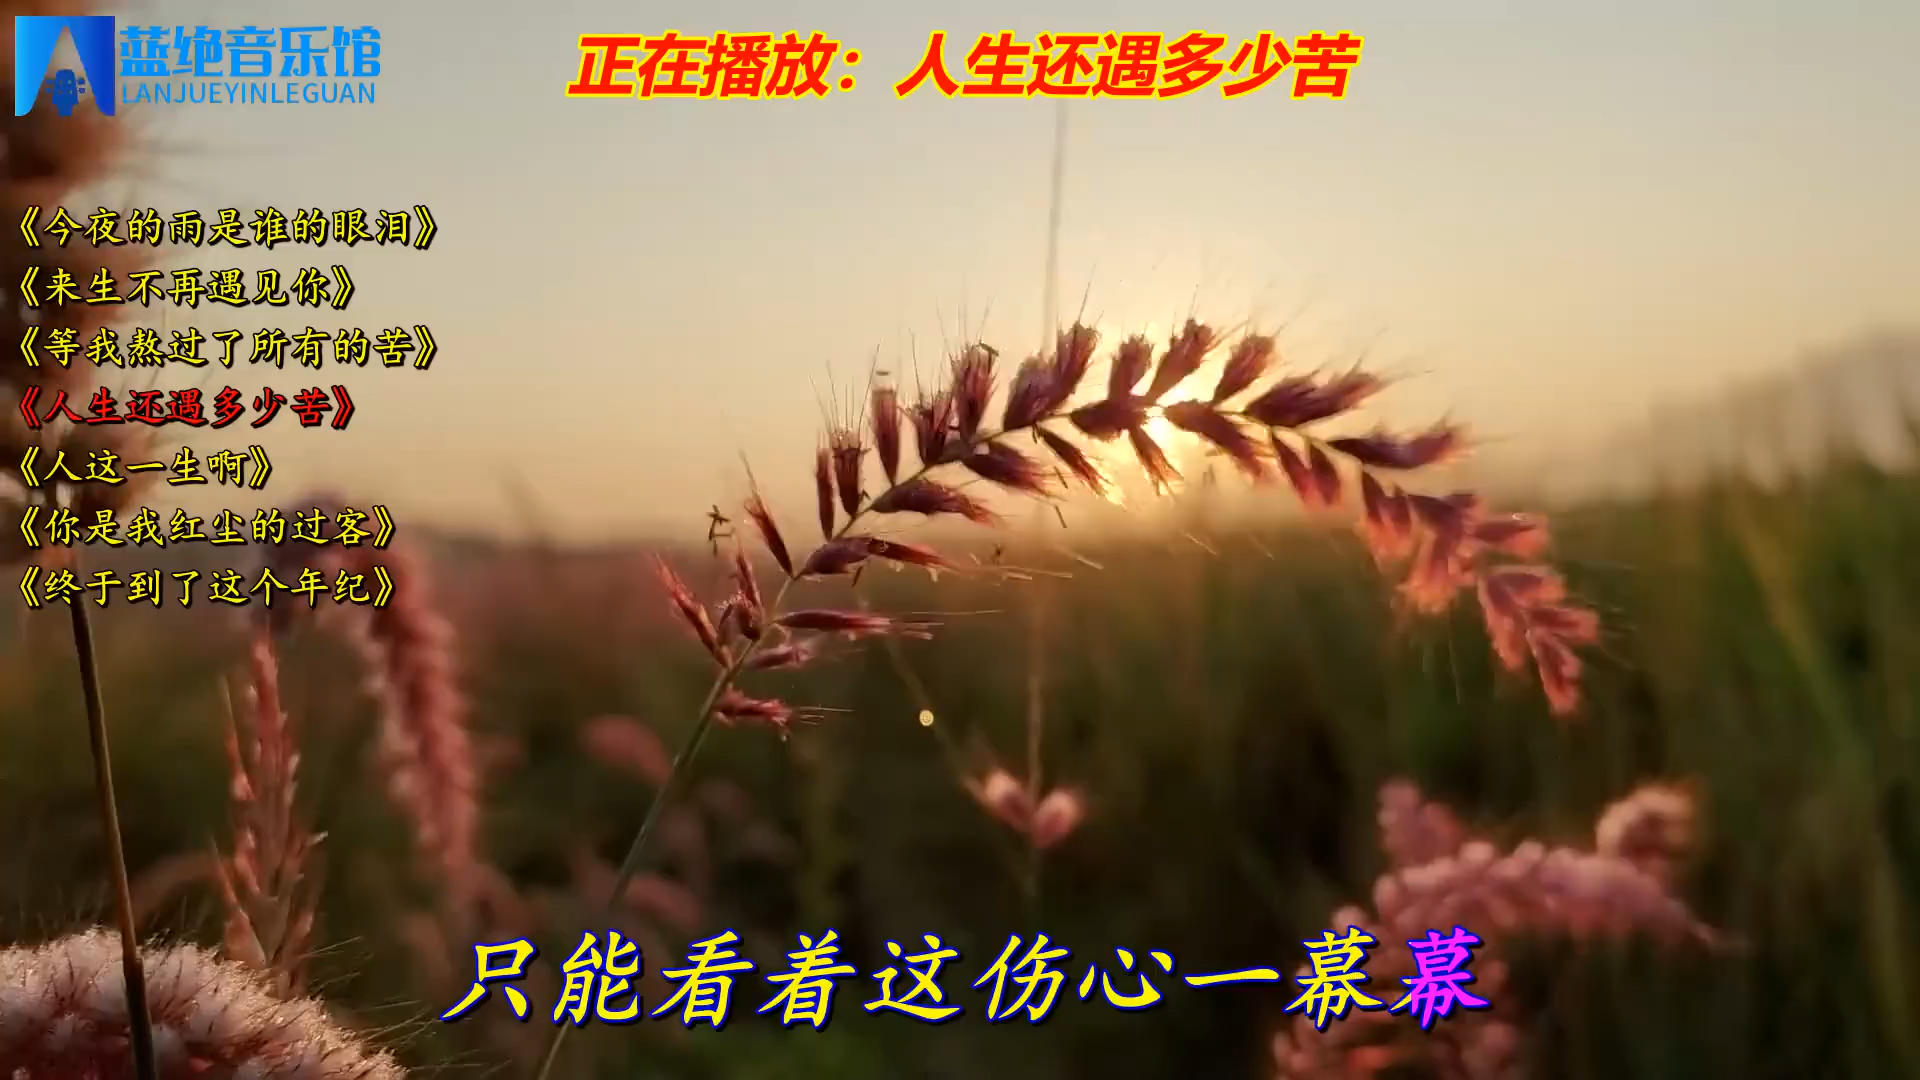 蓝绝音乐馆
LANJUEYINLEGUAN
正在播放：人生还遇多少苦
《今夜的雨是谁的眼泪》
《来生不再遇见你》
《等我熬过了所有的苦》
《人生还遇多少苦》
《人这一生啊》
《你是我红尘的过客》
《终于到了这个年纪》
只能看着这伤心一幕幕